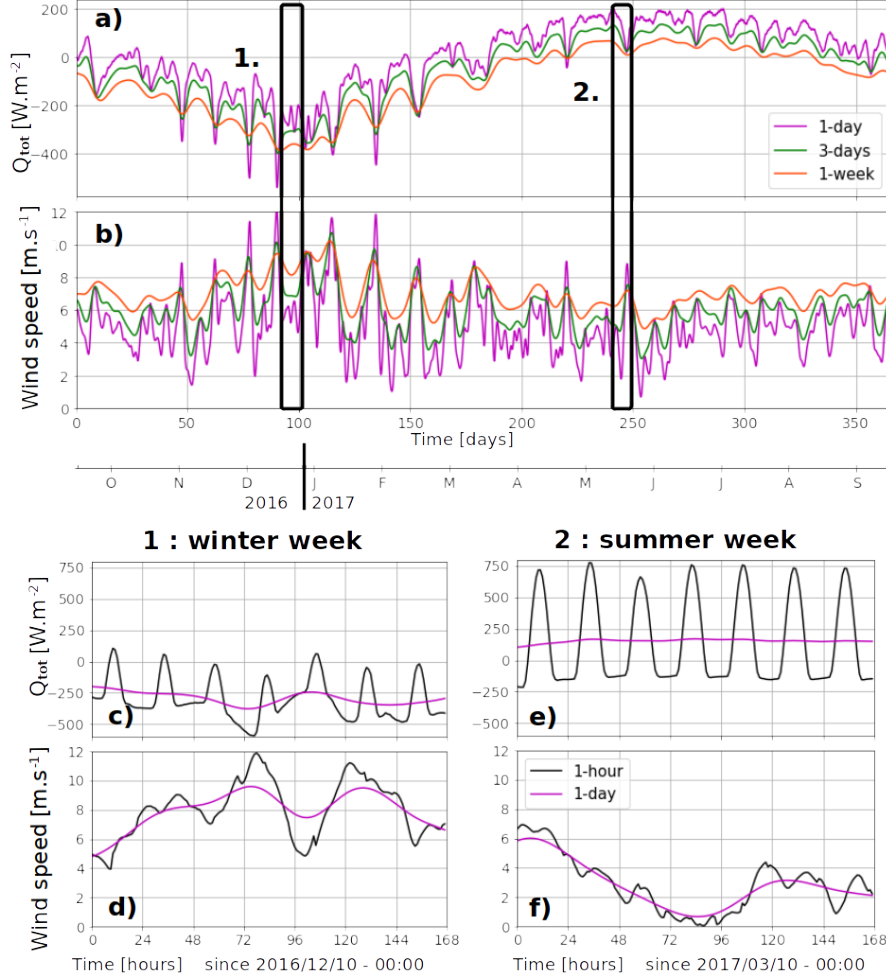 a)
1.
2.
200
0
−200
−400
Q_tot [W.m⁻²]
1-day
3-days
1-week
b)
12
.0
8
6
4
2
0
Wind speed [m.s⁻¹]
0 50 100 150 200 250 300 350
Time [days]
O N D J F M A M J J A S
2016 2017
1 : winter week 2 : summer week
750
500
250
0
−250
−500
Q_tot [W.m⁻²]
c)
750
500
250
0
−250
−500
e)
12
10
8
6
4
2
0
Wind speed [m.s⁻¹]
d)
0 24 48 72 96 120 144 168
12
10
8
6
4
2
0
1-hour
1-day
f)
0 24 48 72 96 120 144 168
Time [hours] since 2016/12/10 - 00:00 Time [hours] since 2017/03/10 - 00:00